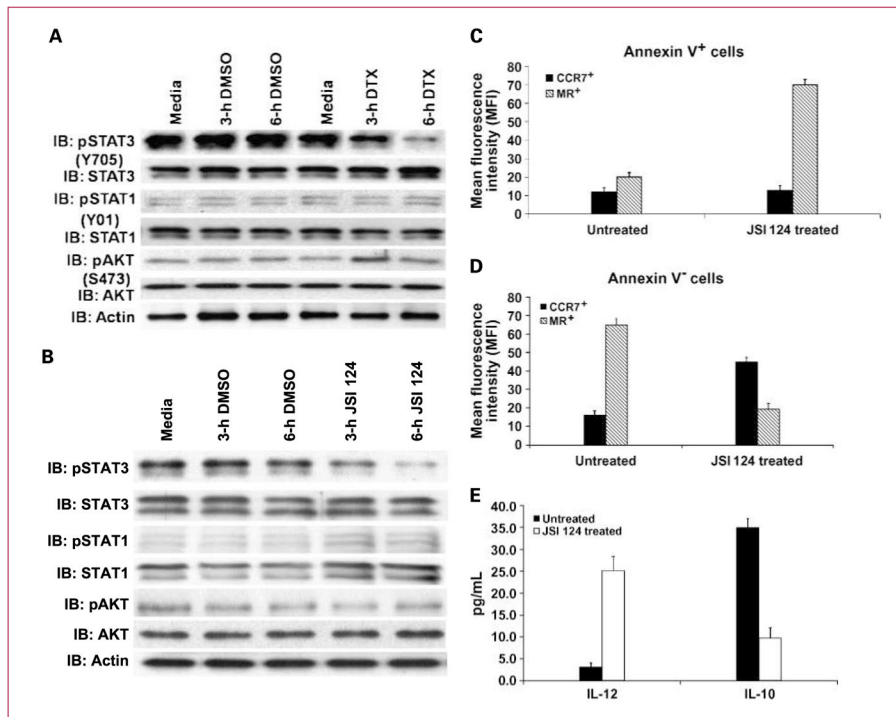 A
Media
3-h DMSO
6-h DMSO
Media
3-h DTX
6-h DTX
IB: pSTAT3
(Y705)
IB: STAT3
IB: pSTAT1
(Y01)
IB: STAT1
IB: pAKT
(S473)
IB: AKT
IB: Actin
B
Media
3-h DMSO
6-h DMSO
3-h JSI 124
6-h JSI 124
IB: pSTAT3
IB: STAT3
IB: pSTAT1
IB: STAT1
IB: pAKT
IB: AKT
IB: Actin
C
Annexin V+ cells
Mean fluorescence
intensity (MFI)
80
70
60
50
40
30
20
10
0
CCR7+
MR+
Untreated
JSI 124 treated
D
Annexin V- cells
Mean fluorescence
intensity (MFI)
80
70
60
50
40
30
20
10
0
CCR7+
MR+
Untreated
JSI 124 treated
E
pg/mL
40.0
35.0
30.0
25.0
20.0
15.0
10.0
5.0
0.0
Untreated
JSI 124 treated
IL-12
IL-10